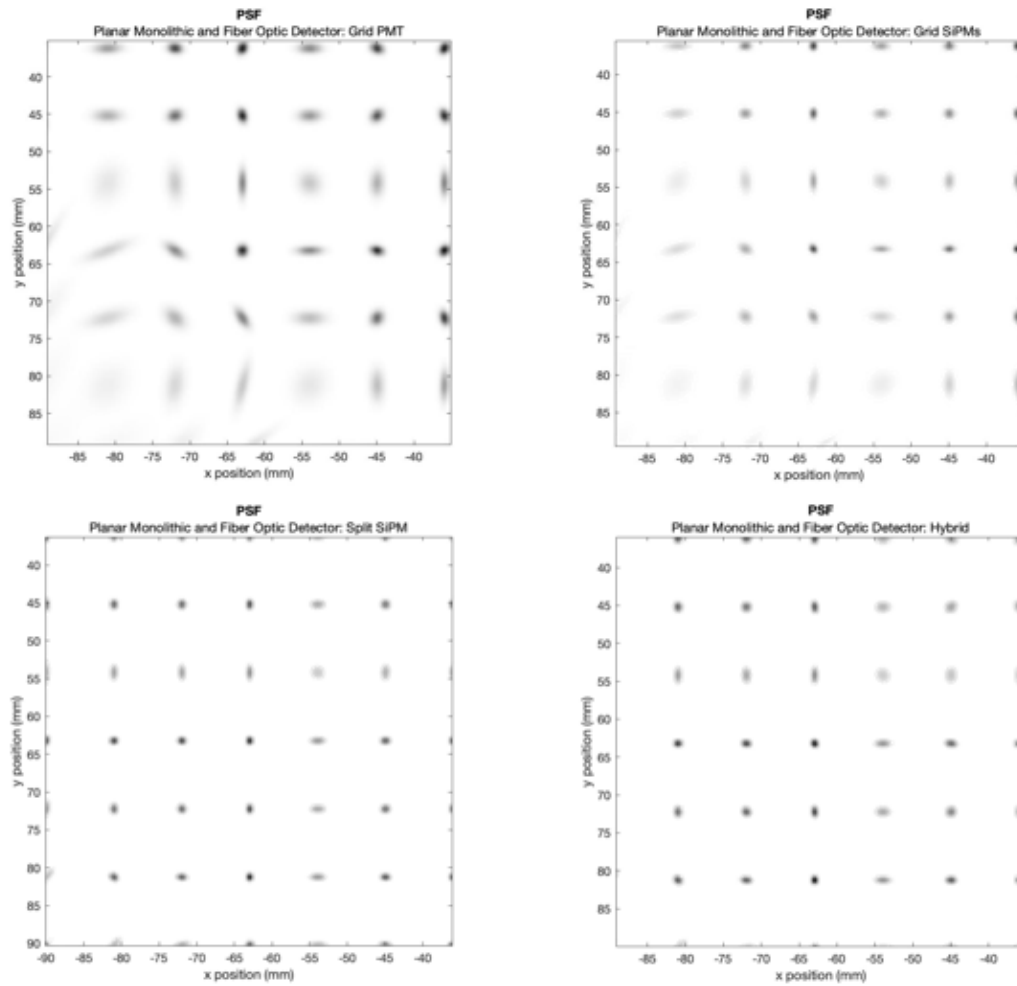 PSF
Planar Monolithic and Fiber Optic Detector: Grid PMT
40
45
50
55
60
65
70
75
80
85
y position (mm)
-85 -80 -75 -70 -65 -60 -55 -50 -45 -40
x position (mm)
PSF
Planar Monolithic and Fiber Optic Detector: Grid SiPMs
40
45
50
55
60
65
70
75
80
85
y position (mm)
-85 -80 -75 -70 -65 -60 -55 -50 -45 -40
x position (mm)
PSF
Planar Monolithic and Fiber Optic Detector: Split SiPM
40
45
50
55
60
65
70
75
80
85
90
y position (mm)
-90 -85 -80 -75 -70 -65 -60 -55 -50 -45 -40
x position (mm)
PSF
Planar Monolithic and Fiber Optic Detector: Hybrid
40
45
50
55
60
65
70
75
80
85
y position (mm)
-85 -80 -75 -70 -65 -60 -55 -50 -45 -40
x position (mm)